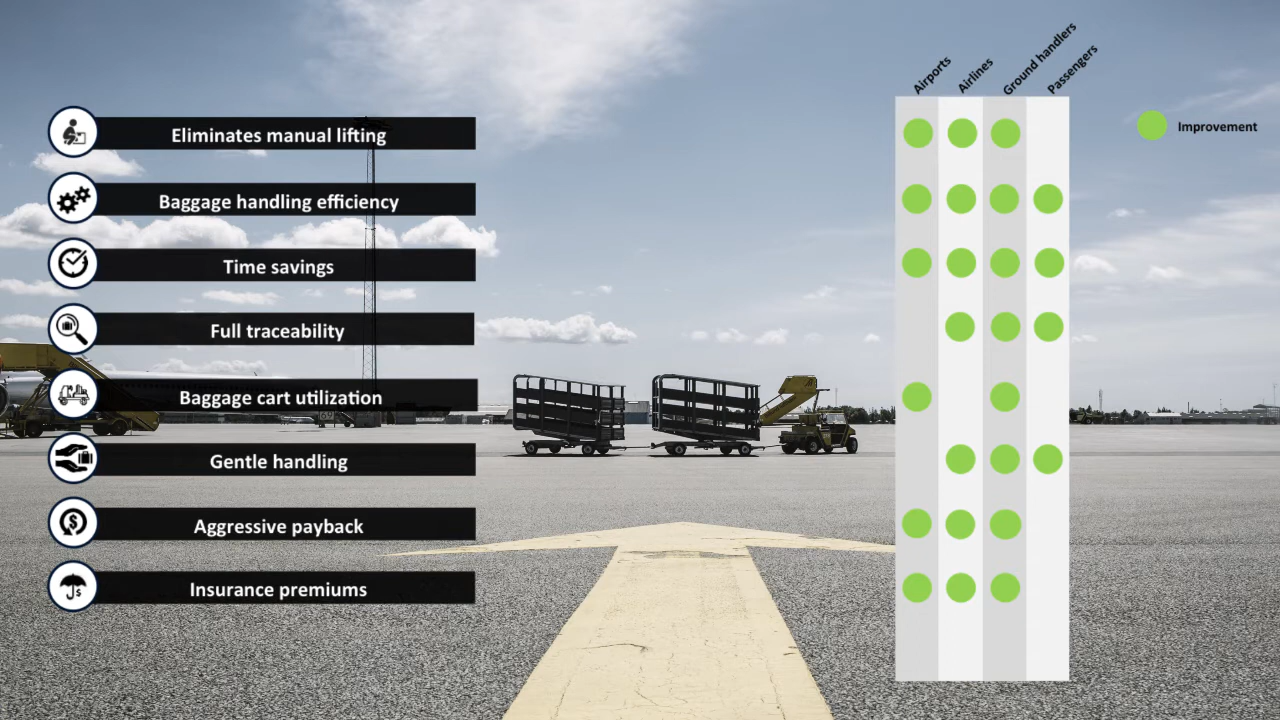 Airports
Airlines
Ground handlers
Passengers
Improvement
Eliminates manual lifting
Baggage handling efficiency
Time savings
Full traceability
Baggage cart utilization
Gentle handling
Aggressive payback
Insurance premiums